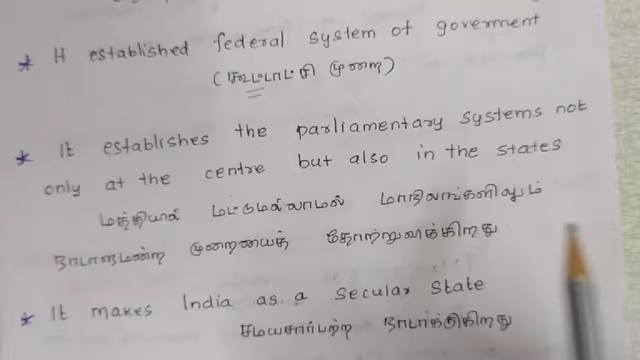 * It established federal system of goverment
(கூட்டாட்சி முறை)
* It establishes the parliamentary systems not
only at the centre but also in the states
மத்தியில் மட்டுமல்லாமல் மாநிலங்களிலும்
நாடாளுமன்ற முறையைத் தோற்றுவிக்கிறது
* It makes India as a secular state
சமயசார்பற்ற நாடாக்குகிறது